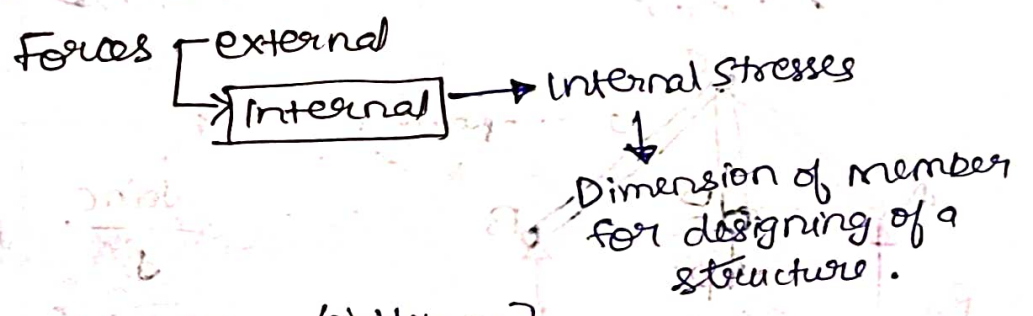 Forces external
Internal → Internal stresses
↓
Dimension of member
for designing of a
structure.